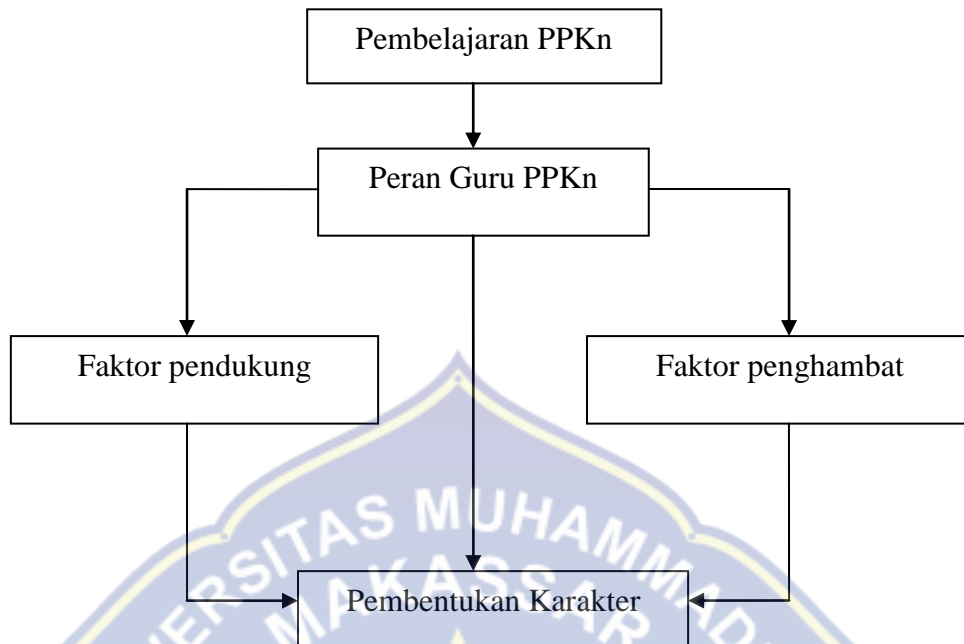 Pembelajaran PPKn
Peran Guru PPKn
Faktor pendukung
Faktor penghambat
Pembentukan Karakter